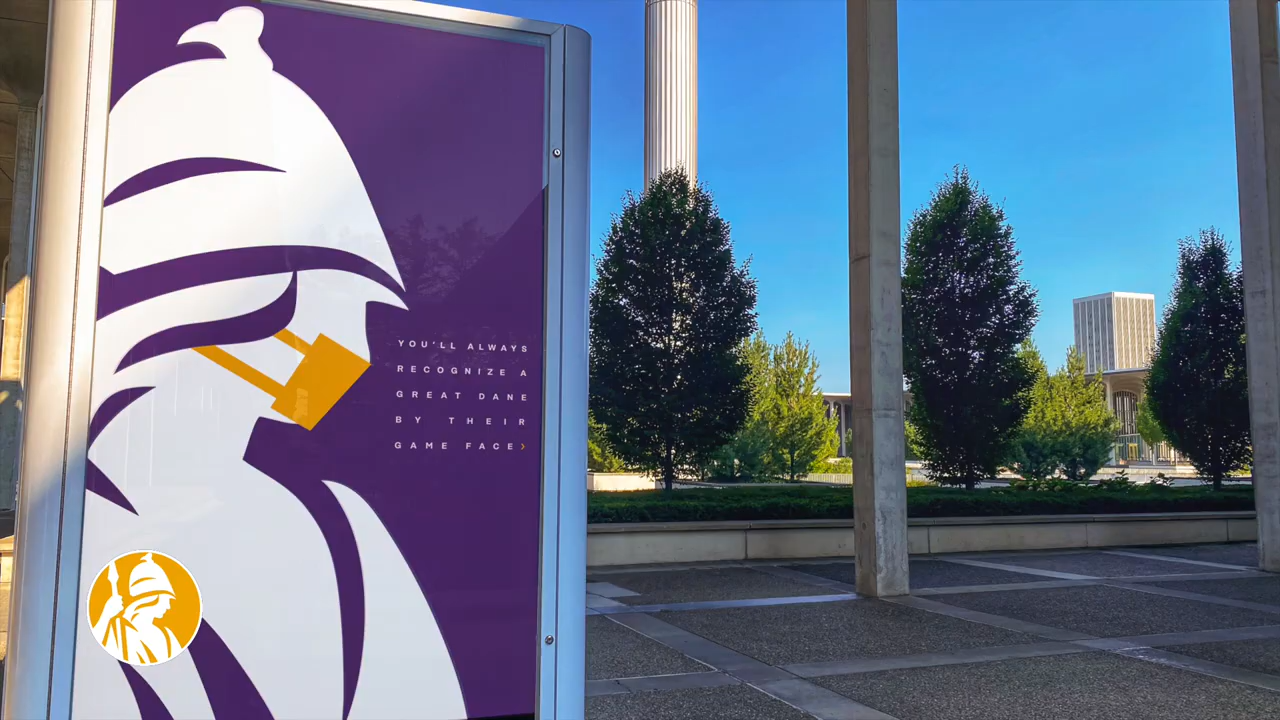 YOU'LL ALWAYS
RECOGNIZE A
GREAT DANE
BY THEIR
GAME FACE>